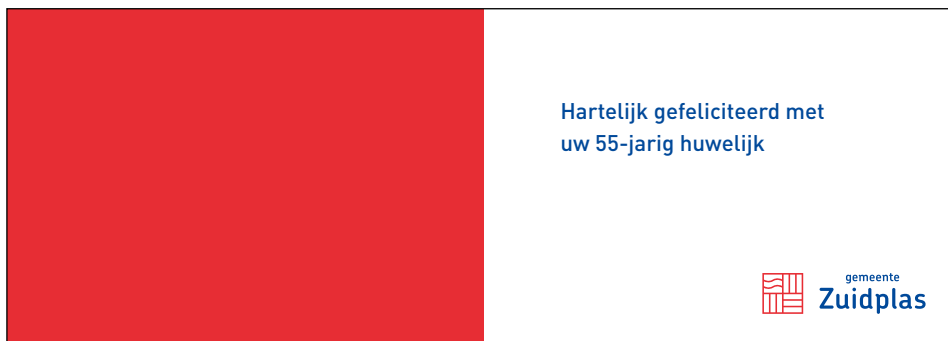 Hartelijk gefeliciteerd met
uw 55-jarig huwelijk
gemeente
Zuidplas